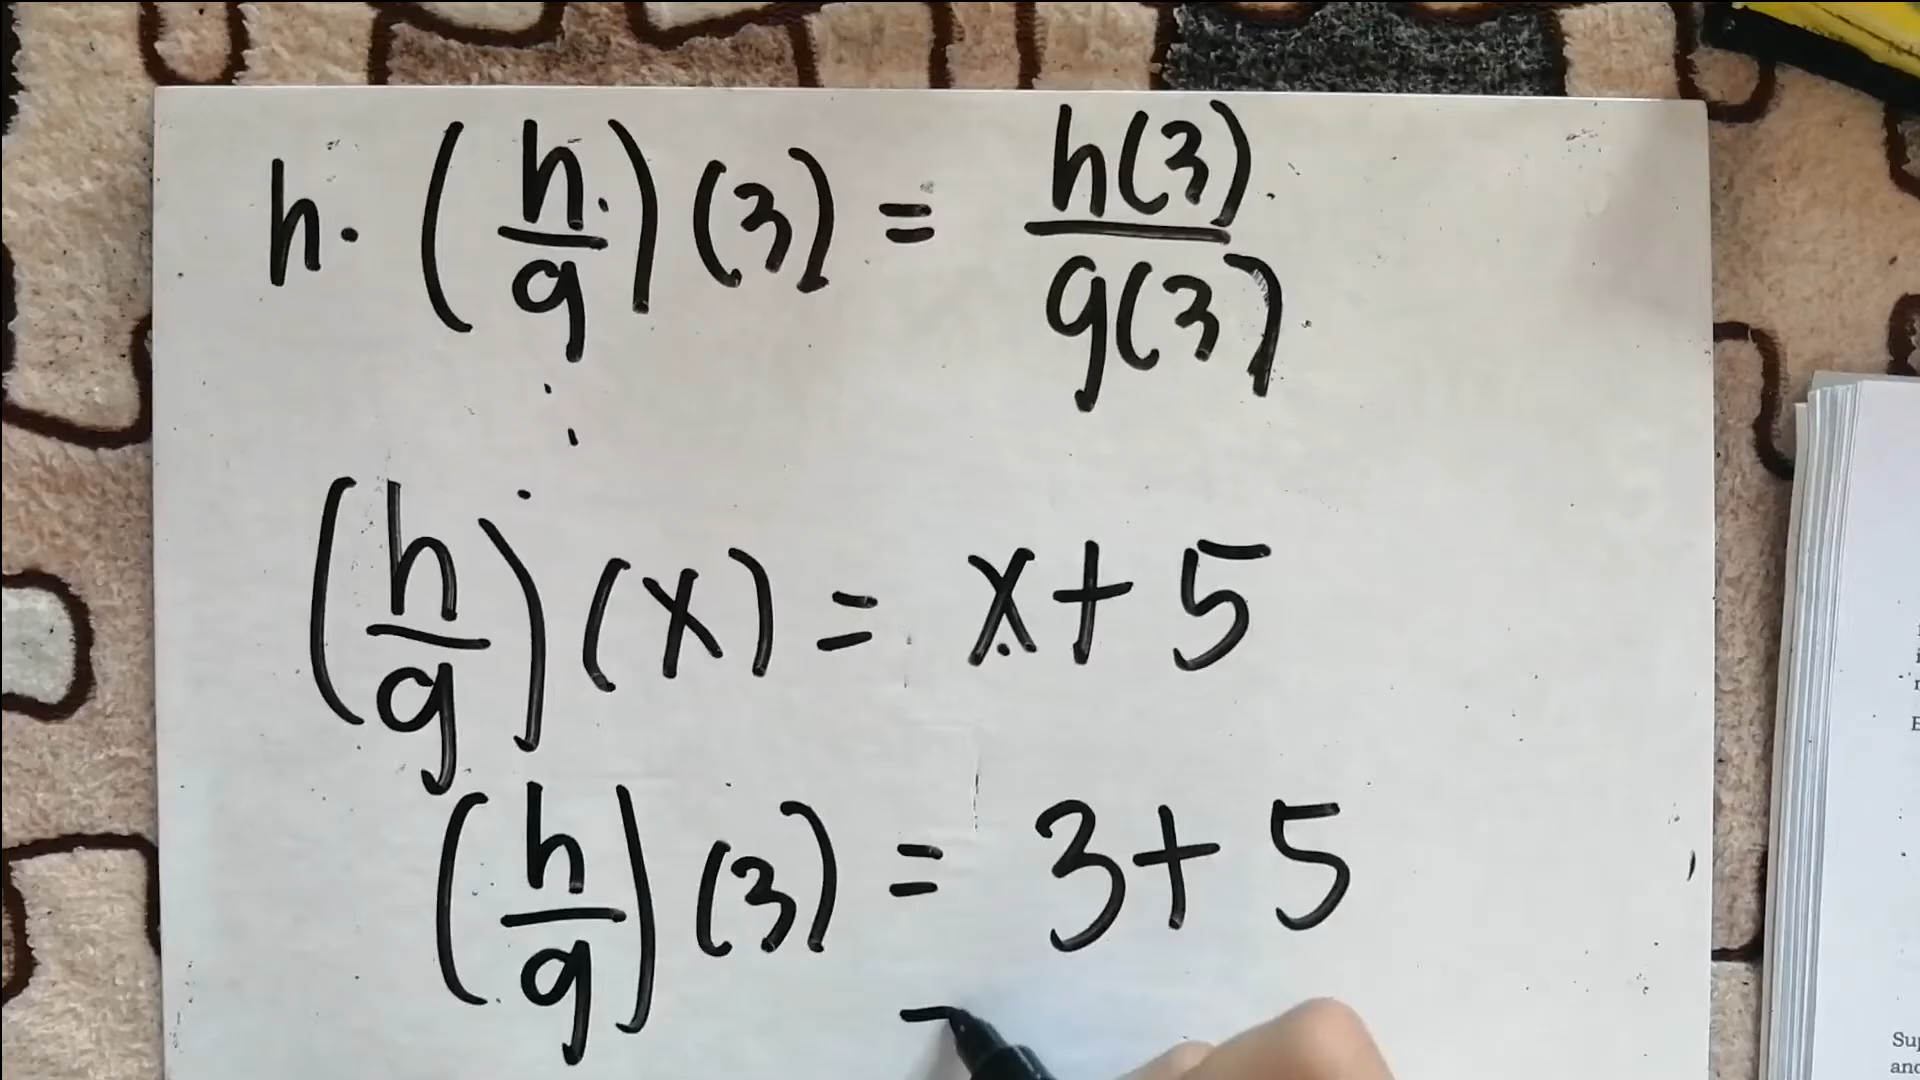 h. (h/g)(3) = h(3)/g(3)
(h/g)(x) = x + 5
(h/g)(3) = 3 + 5